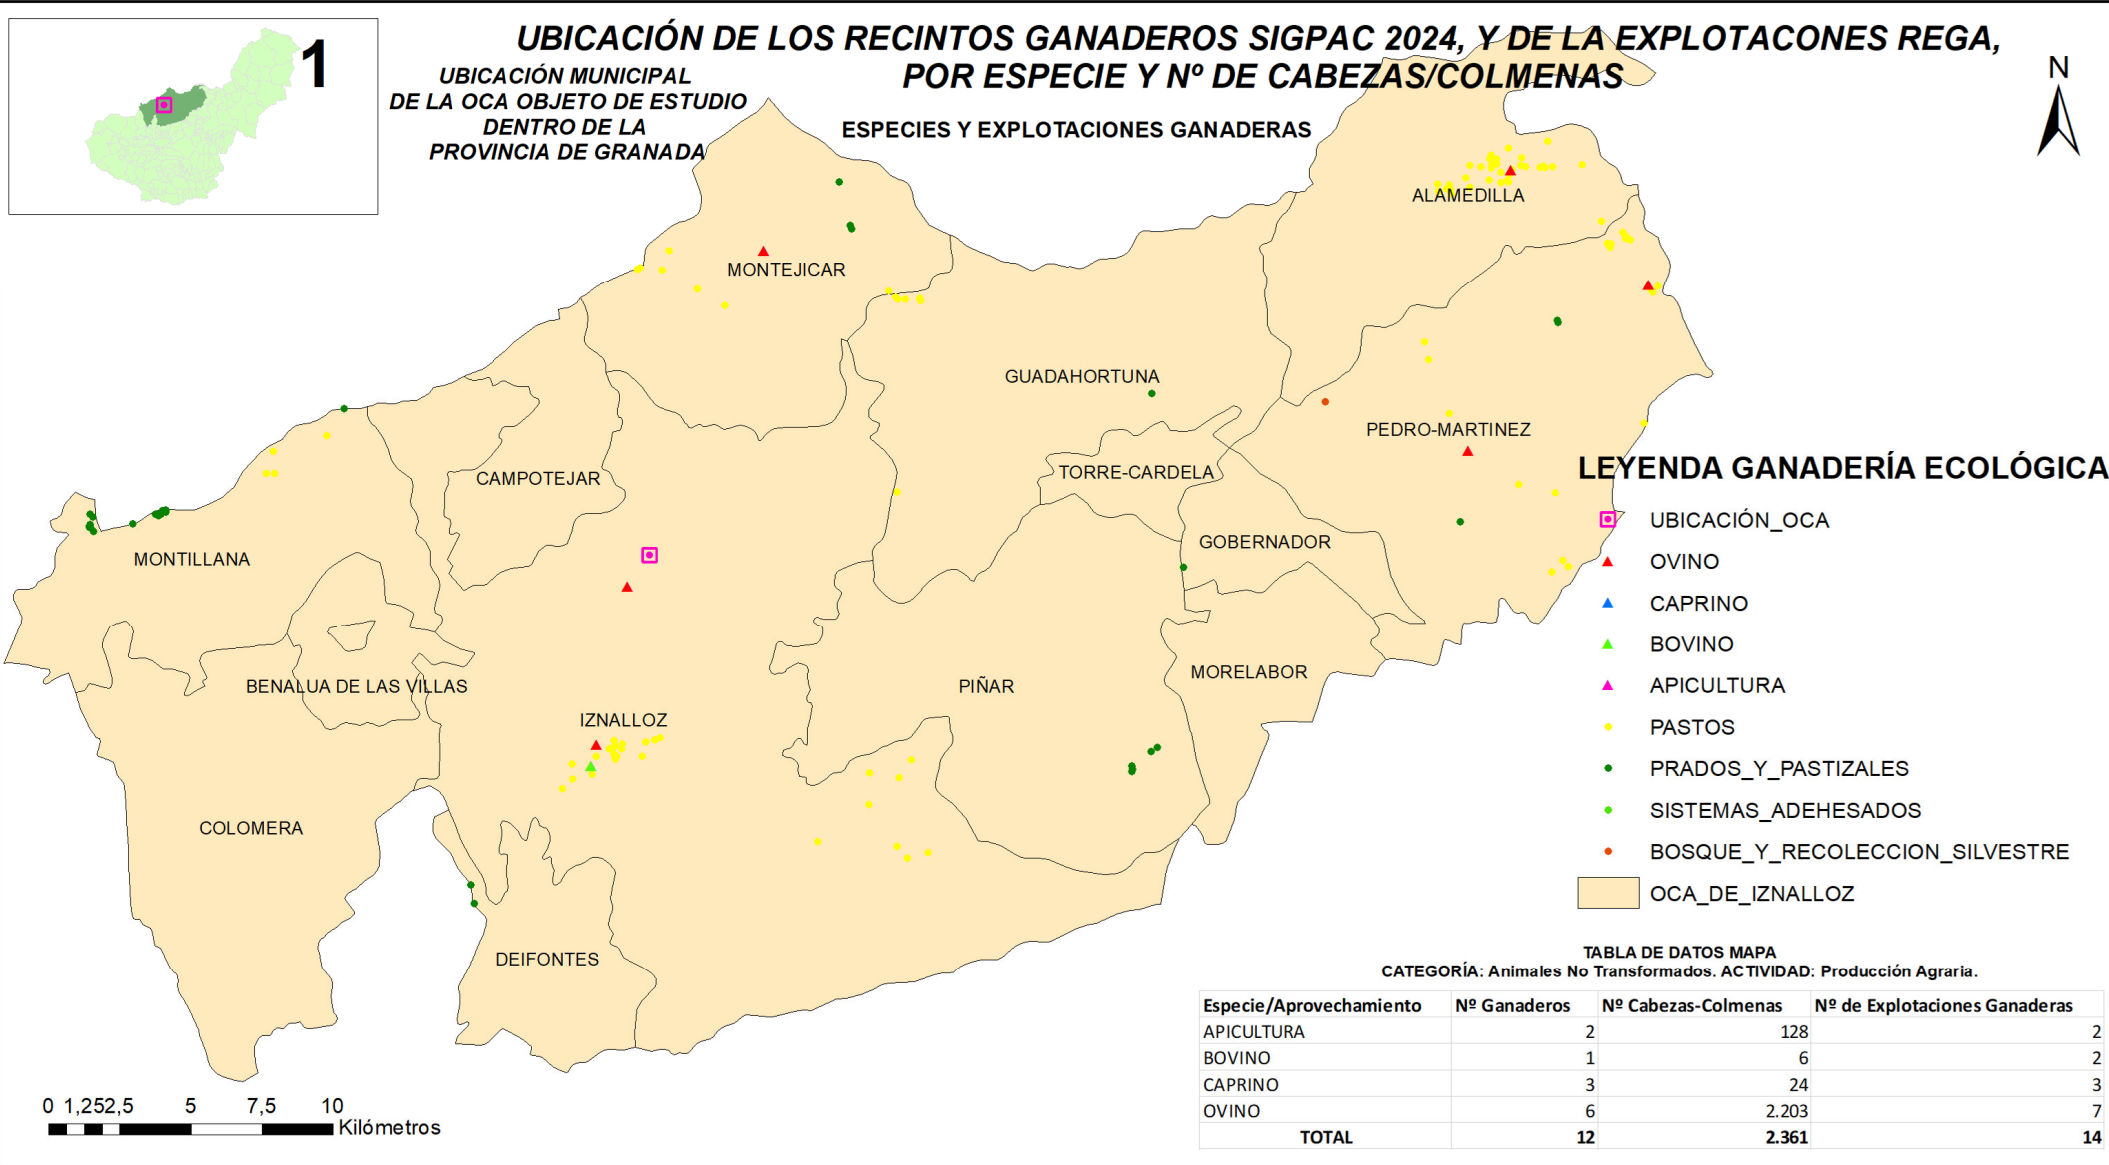 1
UBICACIÓN DE LOS RECINTOS GANADEROS SIGPAC 2024, Y DE LA EXPLOTACONES REGA,
POR ESPECIE Y Nº DE CABEZAS/COLMENAS
UBICACIÓN MUNICIPAL
DE LA OCA OBJETO DE ESTUDIO
DENTRO DE LA
PROVINCIA DE GRANADA
ESPECIES Y EXPLOTACIONES GANADERAS
N
ALAMEDILLA
MONTEJICAR
GUADAHORTUNA
PEDRO-MARTINEZ
TORRE-CARDELA
CAMPOTEJAR
GOBERNADOR
MONTILLANA
MORELABOR
BENALUA DE LAS VILLAS
PIÑAR
IZNALLOZ
COLOMERA
DEIFONTES
LEYENDA GANADERÍA ECOLÓGICA
UBICACIÓN_OCA
OVINO
CAPRINO
BOVINO
APICULTURA
PASTOS
PRADOS_Y_PASTIZALES
SISTEMAS_ADEHESADOS
BOSQUE_Y_RECOLECCION_SILVESTRE
OCA_DE_IZNALLOZ
TABLA DE DATOS MAPA
CATEGORÍA: Animales No Transformados. ACTIVIDAD: Producción Agraria.
Especie/Aprovechamiento Nº Ganaderos Nº Cabezas-Colmenas Nº de Explotaciones Ganaderas
APICULTURA 2 128 2
BOVINO 1 6 2
CAPRINO 3 24 3
OVINO 6 2.203 7
TOTAL 12 2.361 14
0 1,252,5 5 7,5 10
Kilómetros